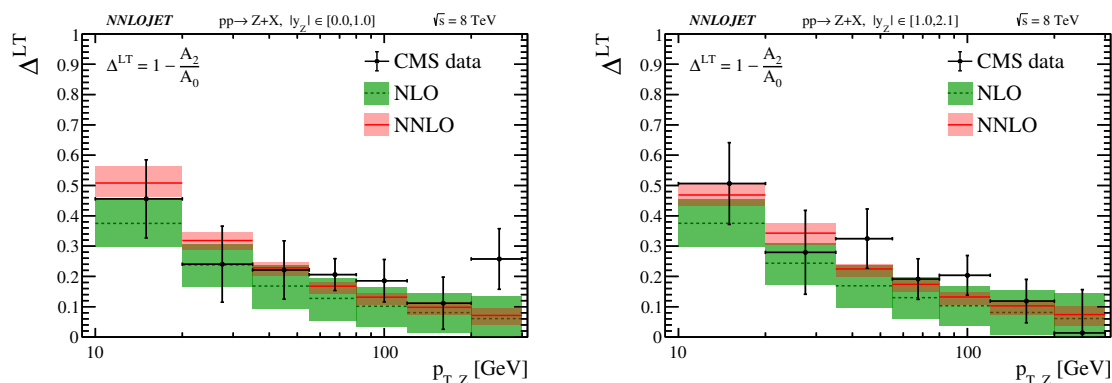 NNLOJET pp→ Z+X, |y_Z| ∈ [0.0,1.0] √s = 8 TeV
Δ^LT
Δ^LT = 1 − A_2/A_0
CMS data
NLO
NNLO
1
0.9
0.8
0.7
0.6
0.5
0.4
0.3
0.2
0.1
0
10 100
p_T,Z [GeV]
NNLOJET pp→ Z+X, |y_Z| ∈ [1.0,2.1] √s = 8 TeV
Δ^LT
Δ^LT = 1 − A_2/A_0
CMS data
NLO
NNLO
1
0.9
0.8
0.7
0.6
0.5
0.4
0.3
0.2
0.1
0
10 100
p_T,Z [GeV]